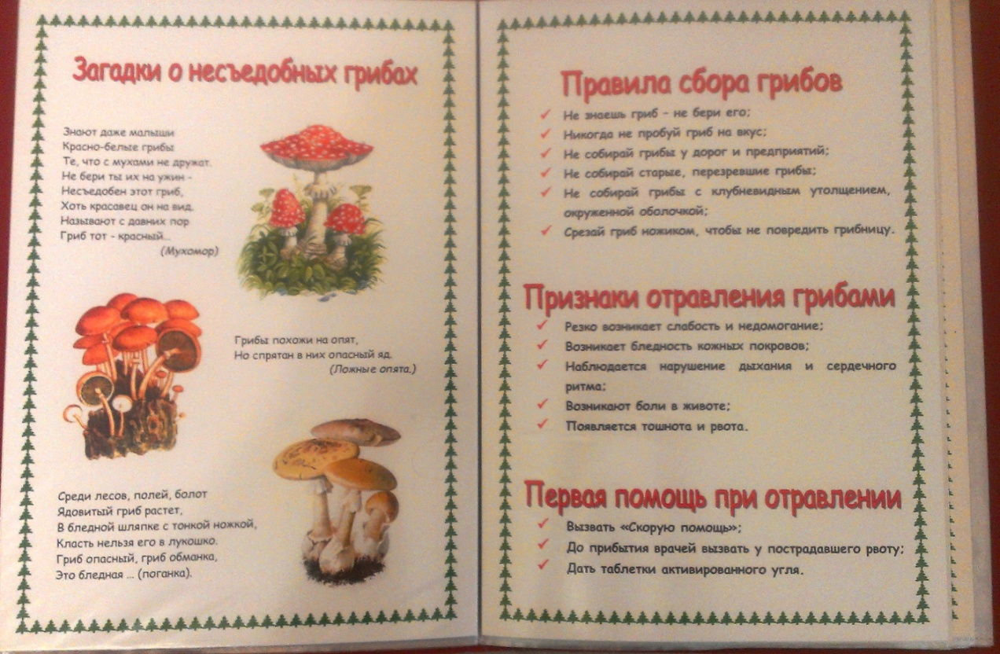 Загадки о несъедобных грибах
Знают даже малыши
Красно-белые грибы
Те, что с мухами не дружат.
Не бери ты их на ужин -
Несъедобен этот гриб,
Хоть красавец он на вид.
Называют с давних пор
Гриб тот - красный...
(Мухомор)
Грибы похожи на опят,
Но спрятан в них опасный яд.
(Ложные опята.)
Среди лесов, полей, болот
Ядовитый гриб растет,
В бледной шляпке с тонкой ножкой,
Класть нельзя его в лукошко.
Гриб опасный, гриб обманка,
Это бледная ... (поганка).
Правила сбора грибов
✓ Не знаешь гриб - не бери его;
✓ Никогда не пробуй гриб на вкус;
✓ Не собирай грибы у дорог и предприятий;
✓ Не собирай старые, перезревшие грибы;
✓ Не собирай грибы с клубневидным утолщением,
окруженной оболочкой;
✓ Срезай гриб ножиком, чтобы не повредить грибницу.
Признаки отравления грибами
✓ Резко возникает слабость и недомогание;
✓ Возникает бледность кожных покровов;
✓ Наблюдается нарушение дыхания и сердечного
ритма;
✓ Возникают боли в животе;
✓ Появляется тошнота и рвота.
Первая помощь при отравлении
✓ Вызвать «Скорую помощь»;
✓ До прибытия врачей вызвать у пострадавшего рвоту;
✓ Дать таблетки активированного угля.